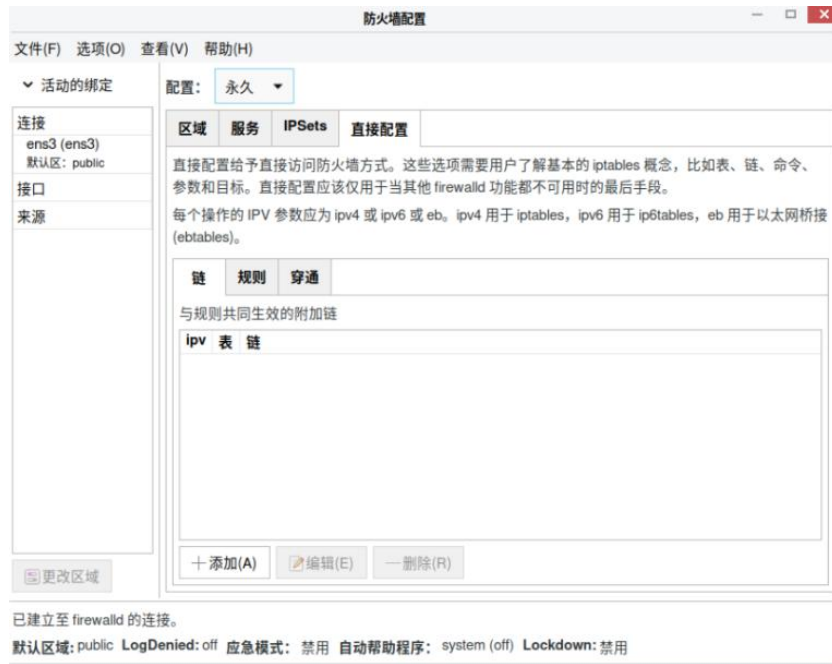 防火墙配置
文件(F) 选项(O) 查看(V) 帮助(H)
活动的绑定
配置： 永久
连接
ens3 (ens3)
默认区：public
接口
来源
区域 服务 IPSets 直接配置
直接配置给予直接访问防火墙方式。这些选项需要用户了解基本的 iptables 概念，比如表、链、命令、
参数和目标。直接配置应该仅用于当其他 firewalld 功能都不可用时的最后手段。
每个操作的 IPV 参数应为 ipv4 或 ipv6 或 eb。ipv4 用于 iptables，ipv6 用于 ip6tables，eb 用于以太网桥接
(ebtables)。
链 规则 穿通
与规则共同生效的附加链
ipv 表 链
添加(A) 编辑(E) 删除(R)
更改区域
已建立至 firewalld 的连接。
默认区域: public LogDenied: off 应急模式： 禁用 自动帮助程序： system (off) Lockdown: 禁用